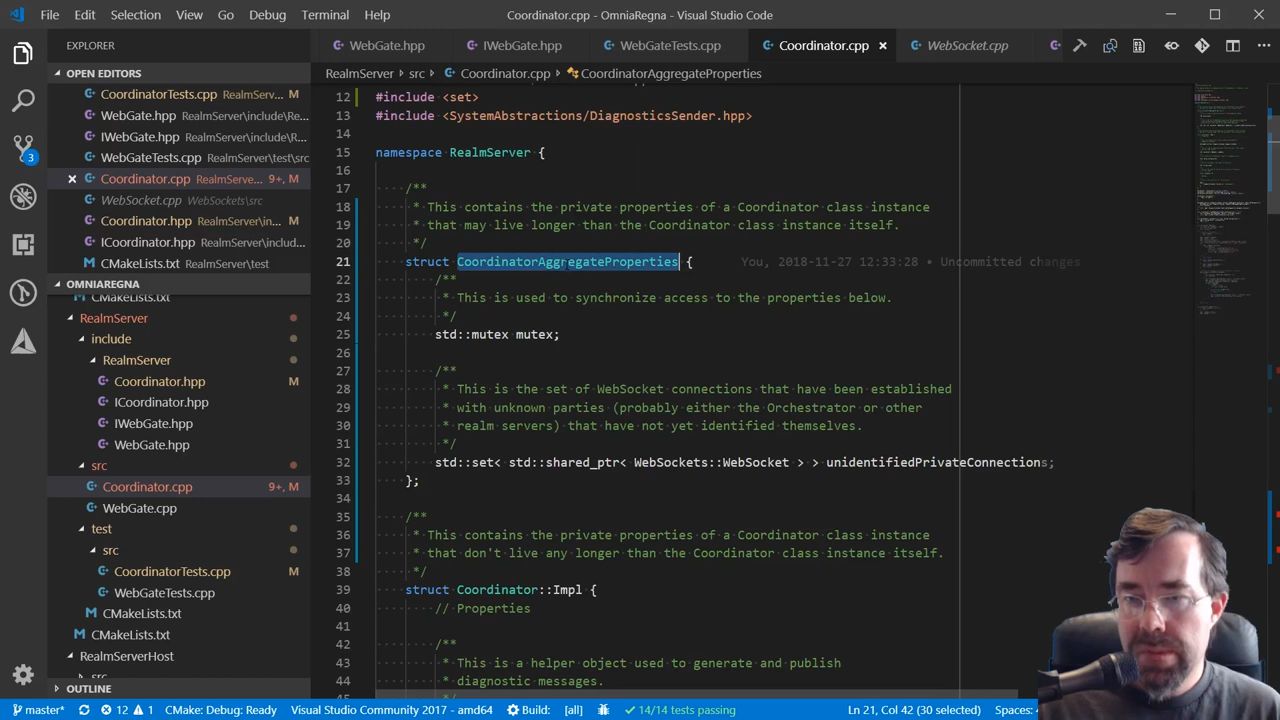 File Edit Selection View Go Debug Terminal Help
Coordinator.cpp - OmniaRegna - Visual Studio Code
EXPLORER
WebGate.hpp IWebGate.hpp WebGateTests.cpp Coordinator.cpp × WebSocket.cpp
OPEN EDITORS
CoordinatorTests.cpp RealmServ... M
WebGate.hpp RealmServer\include\Re...
IWebGate.hpp RealmServer\include\R...
WebGateTests.cpp RealmServer\test\src
Coordinator.cpp RealmServe... 9+, M
WebSocket.cpp WebSockets\src
Coordinator.hpp RealmServer\in... M
ICoordinator.hpp RealmServer\includ...
CMakeLists.txt RealmServer\test
OMNIAREGNA
CMakeLists.txt
RealmServer
include
RealmServer
Coordinator.hpp M
ICoordinator.hpp
IWebGate.hpp
WebGate.hpp
src
Coordinator.cpp 9+, M
WebGate.cpp
test
src
CoordinatorTests.cpp M
WebGateTests.cpp
CMakeLists.txt
CMakeLists.txt
RealmServerHost
OUTLINE
3
RealmServer > src > Coordinator.cpp > CoordinatorAggregateProperties
12 #include <set>
13 #include <SystemAbstractions/DiagnosticsSender.hpp>
14
15 namespace RealmServer {
16
17 /**
18 * This contains the private properties of a Coordinator class instance
19 * that may live longer than the Coordinator class instance itself.
20 */
21 struct CoordinatorAggregateProperties { You, 2018-11-27 12:33:28 • Uncommitted changes
22 /**
23 * This is used to synchronize access to the properties below.
24 */
25 std::mutex mutex;
26
27 /**
28 * This is the set of WebSocket connections that have been established
29 * with unknown parties (probably either the Orchestrator or other
30 * realm servers) that have not yet identified themselves.
31 */
32 std::set< std::shared_ptr< WebSockets::WebSocket > > unidentifiedPrivateConnections;
33 };
34
35 /**
36 * This contains the private properties of a Coordinator class instance
37 * that don't live any longer than the Coordinator class instance itself.
38 */
39 struct Coordinator::Impl {
40 // Properties
41
42 /**
43 * This is a helper object used to generate and publish
44 * diagnostic messages.
master* 12 1 CMake: Debug: Ready Visual Studio Community 2017 - amd64 Build: [all] 14/14 tests passing Ln 21, Col 42 (30 selected) Spaces: